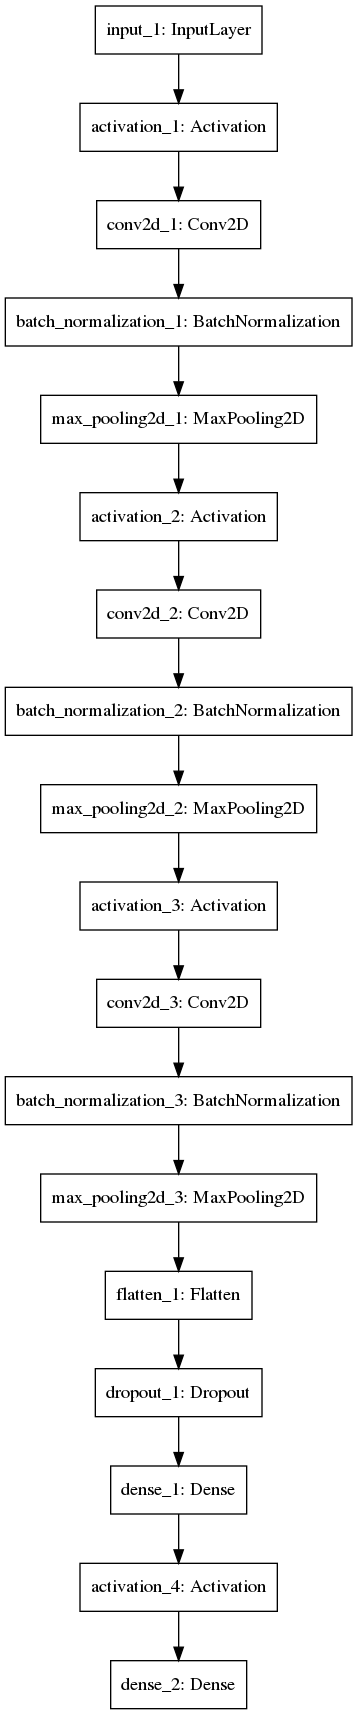 input_1: InputLayer
activation_1: Activation
conv2d_1: Conv2D
batch_normalization_1: BatchNormalization
max_pooling2d_1: MaxPooling2D
activation_2: Activation
conv2d_2: Conv2D
batch_normalization_2: BatchNormalization
max_pooling2d_2: MaxPooling2D
activation_3: Activation
conv2d_3: Conv2D
batch_normalization_3: BatchNormalization
max_pooling2d_3: MaxPooling2D
flatten_1: Flatten
dropout_1: Dropout
dense_1: Dense
activation_4: Activation
dense_2: Dense